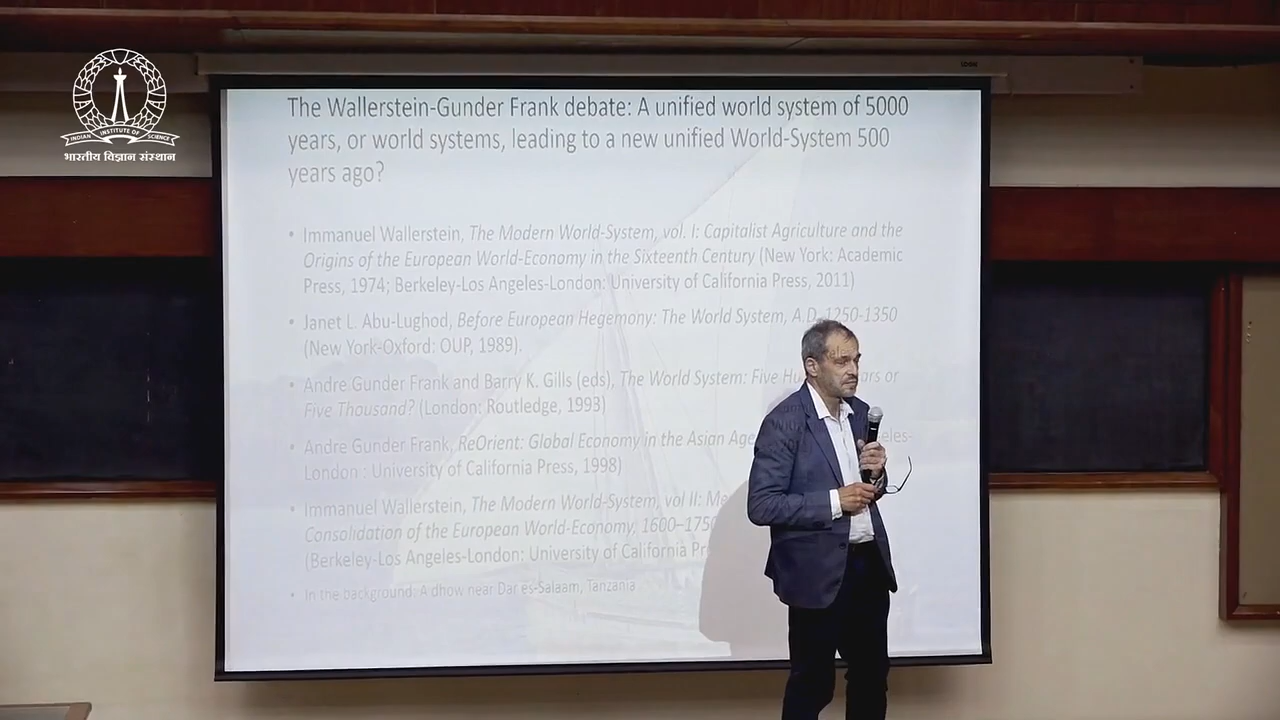 INDIAN INSTITUTE OF SCIENCE
भारतीय विज्ञान संस्थान
The Wallerstein-Gunder Frank debate: A unified world system of 5000
years, or world systems, leading to a new unified World-System 500
years ago?
• Immanuel Wallerstein, The Modern World-System, vol. I: Capitalist Agriculture and the
Origins of the European World-Economy in the Sixteenth Century (New York: Academic
Press, 1974; Berkeley-Los Angeles-London: University of California Press, 2011)
• Janet L. Abu-Lughod, Before European Hegemony: The World System, A.D. 1250-1350
(New York-Oxford: OUP, 1989).
• Andre Gunder Frank and Barry K. Gills (eds), The World System: Five or
Five Thousand? (London: Routledge, 1993)
• Andre Gunder Frank, ReOrient: Global Economy in the Asian
London : University of California Press, 1998)
• Immanuel Wallerstein, The Modern World-System, vol II:
Consolidation of the European World-Economy, 1600–1750
(Berkeley-Los Angeles-London: University of California
• In the background: A dhow near Dar es-Salaam, Tanzania